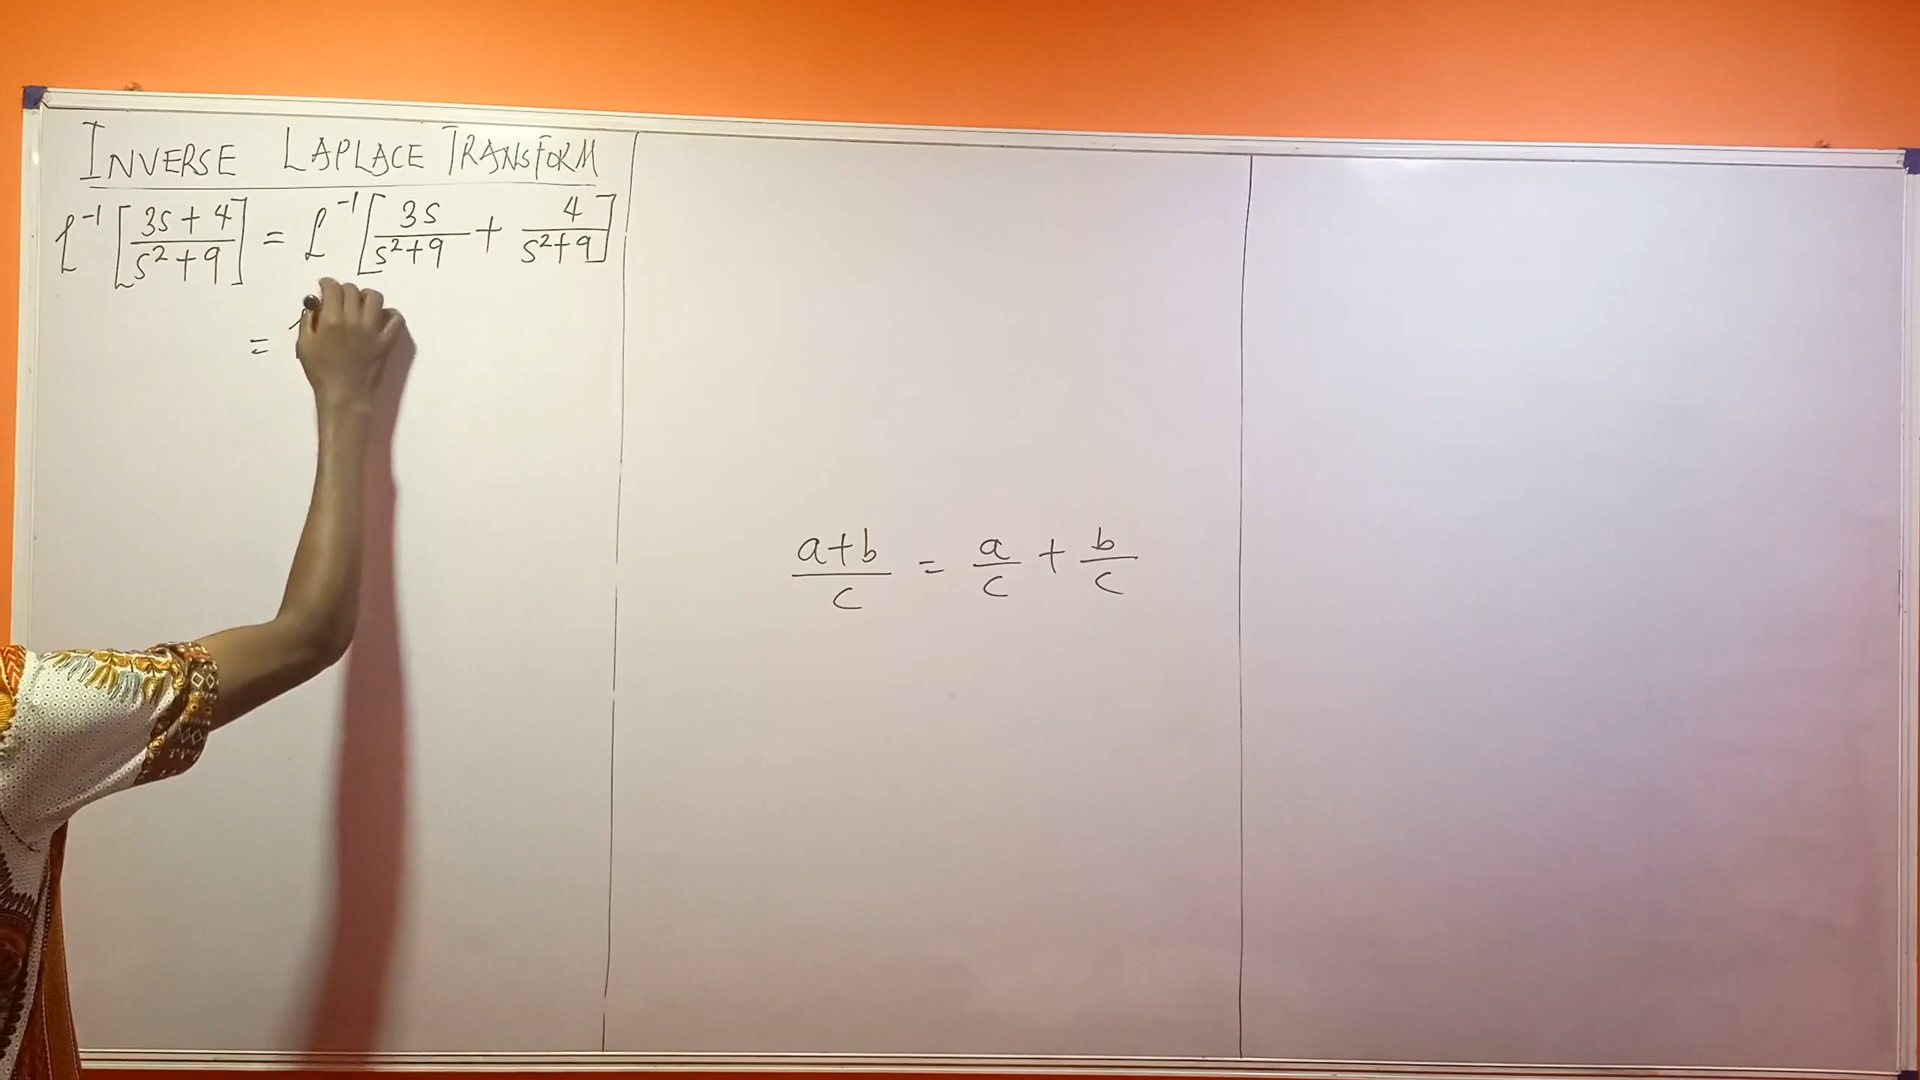 INVERSE LAPLACE TRANSFORM
ℒ⁻¹[(3s+4)/(s²+9)] = ℒ⁻¹[3s/(s²+9) + 4/(s²+9)]
=
(a+b)/c = a/c + b/c